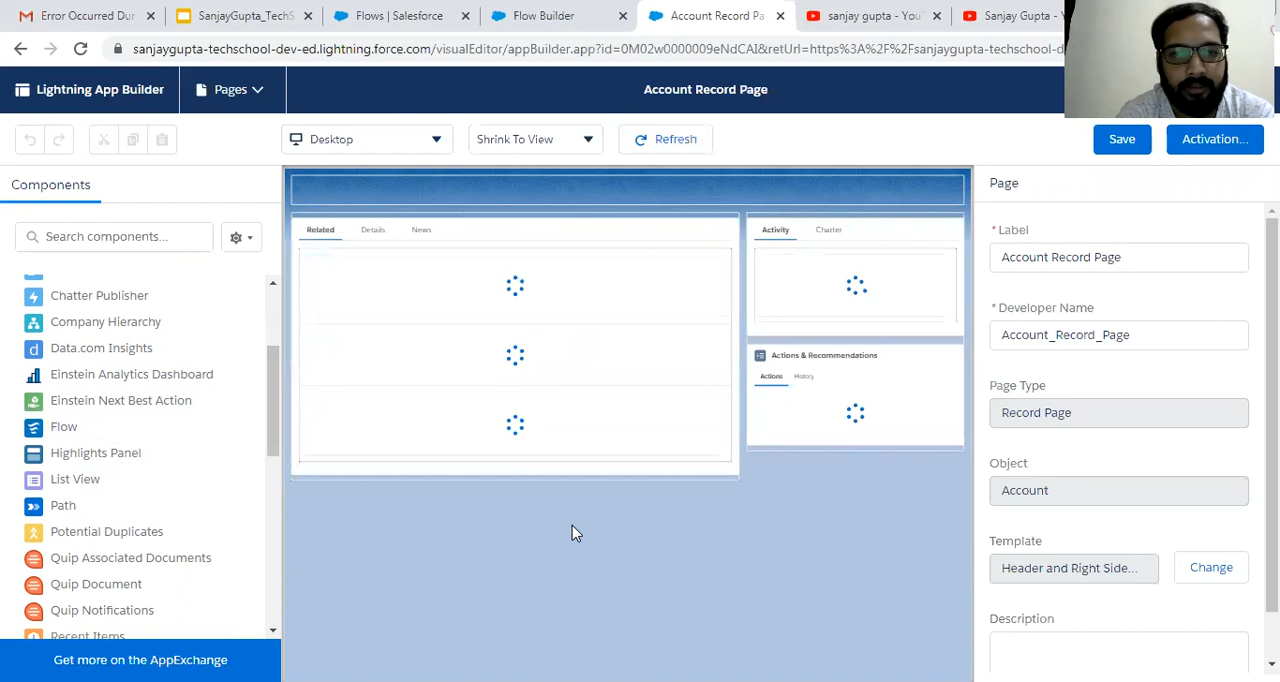 Error Occurred Dur
SanjayGupta_TechS
Flows | Salesforce
Flow Builder
Account Record Pa
sanjay gupta - You
Sanjay Gupta - Y
sanjaygupta-techschool-dev-ed.lightning.force.com/visualEditor/appBuilder.app?id=0M02w0000009eNdCAI&retUrl=https%3A%2F%2Fsanjaygupta-techschool-d
Lightning App Builder
Pages
Account Record Page
Desktop
Shrink To View
Refresh
Save
Activation...
Components
Search components...
Chatter Publisher
Company Hierarchy
Data.com Insights
Einstein Analytics Dashboard
Einstein Next Best Action
Flow
Highlights Panel
List View
Path
Potential Duplicates
Quip Associated Documents
Quip Document
Quip Notifications
Recent Items
Get more on the AppExchange
Related
Details
News
Activity
Charter
Actions & Recommendations
Actions
History
Page
* Label
Account Record Page
* Developer Name
Account_Record_Page
Page Type
Record Page
Object
Account
Template
Header and Right Side...
Change
Description